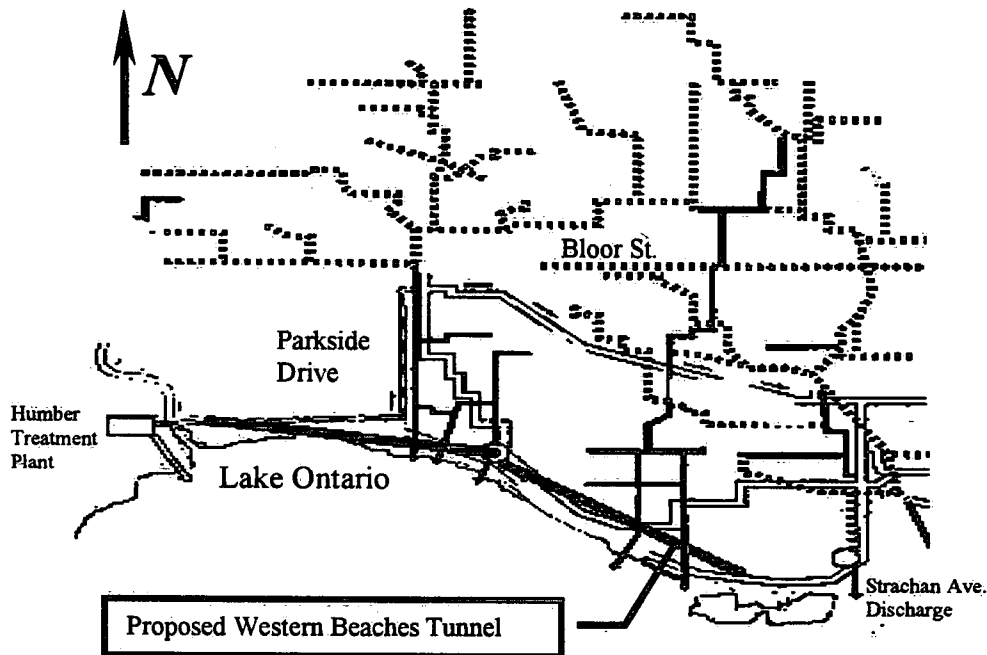 N
Bloor St.
Parkside
Drive
Humber
Treatment
Plant
Lake Ontario
Strachan Ave.
Discharge
Proposed Western Beaches Tunnel